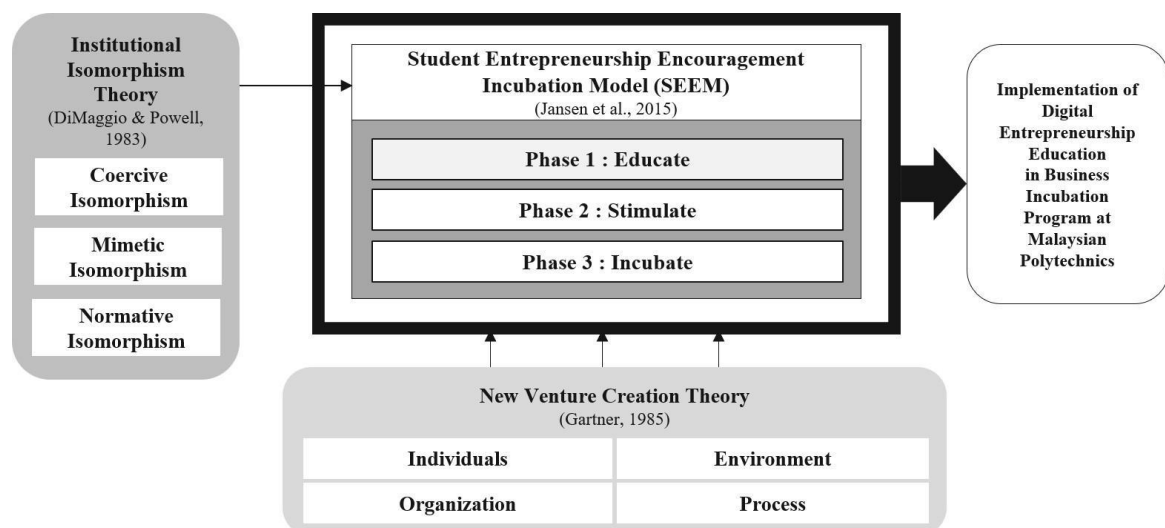 Institutional
Isomorphism
Theory
(DiMaggio & Powell,
1983)
Coercive
Isomorphism
Mimetic
Isomorphism
Normative
Isomorphism
Student Entrepreneurship Encouragement
Incubation Model (SEEM)
(Jansen et al., 2015)
Phase 1 : Educate
Phase 2 : Stimulate
Phase 3 : Incubate
Implementation of
Digital
Entrepreneurship
Education
in Business
Incubation
Program at
Malaysian
Polytechnics
New Venture Creation Theory
(Gartner, 1985)
Individuals
Environment
Organization
Process